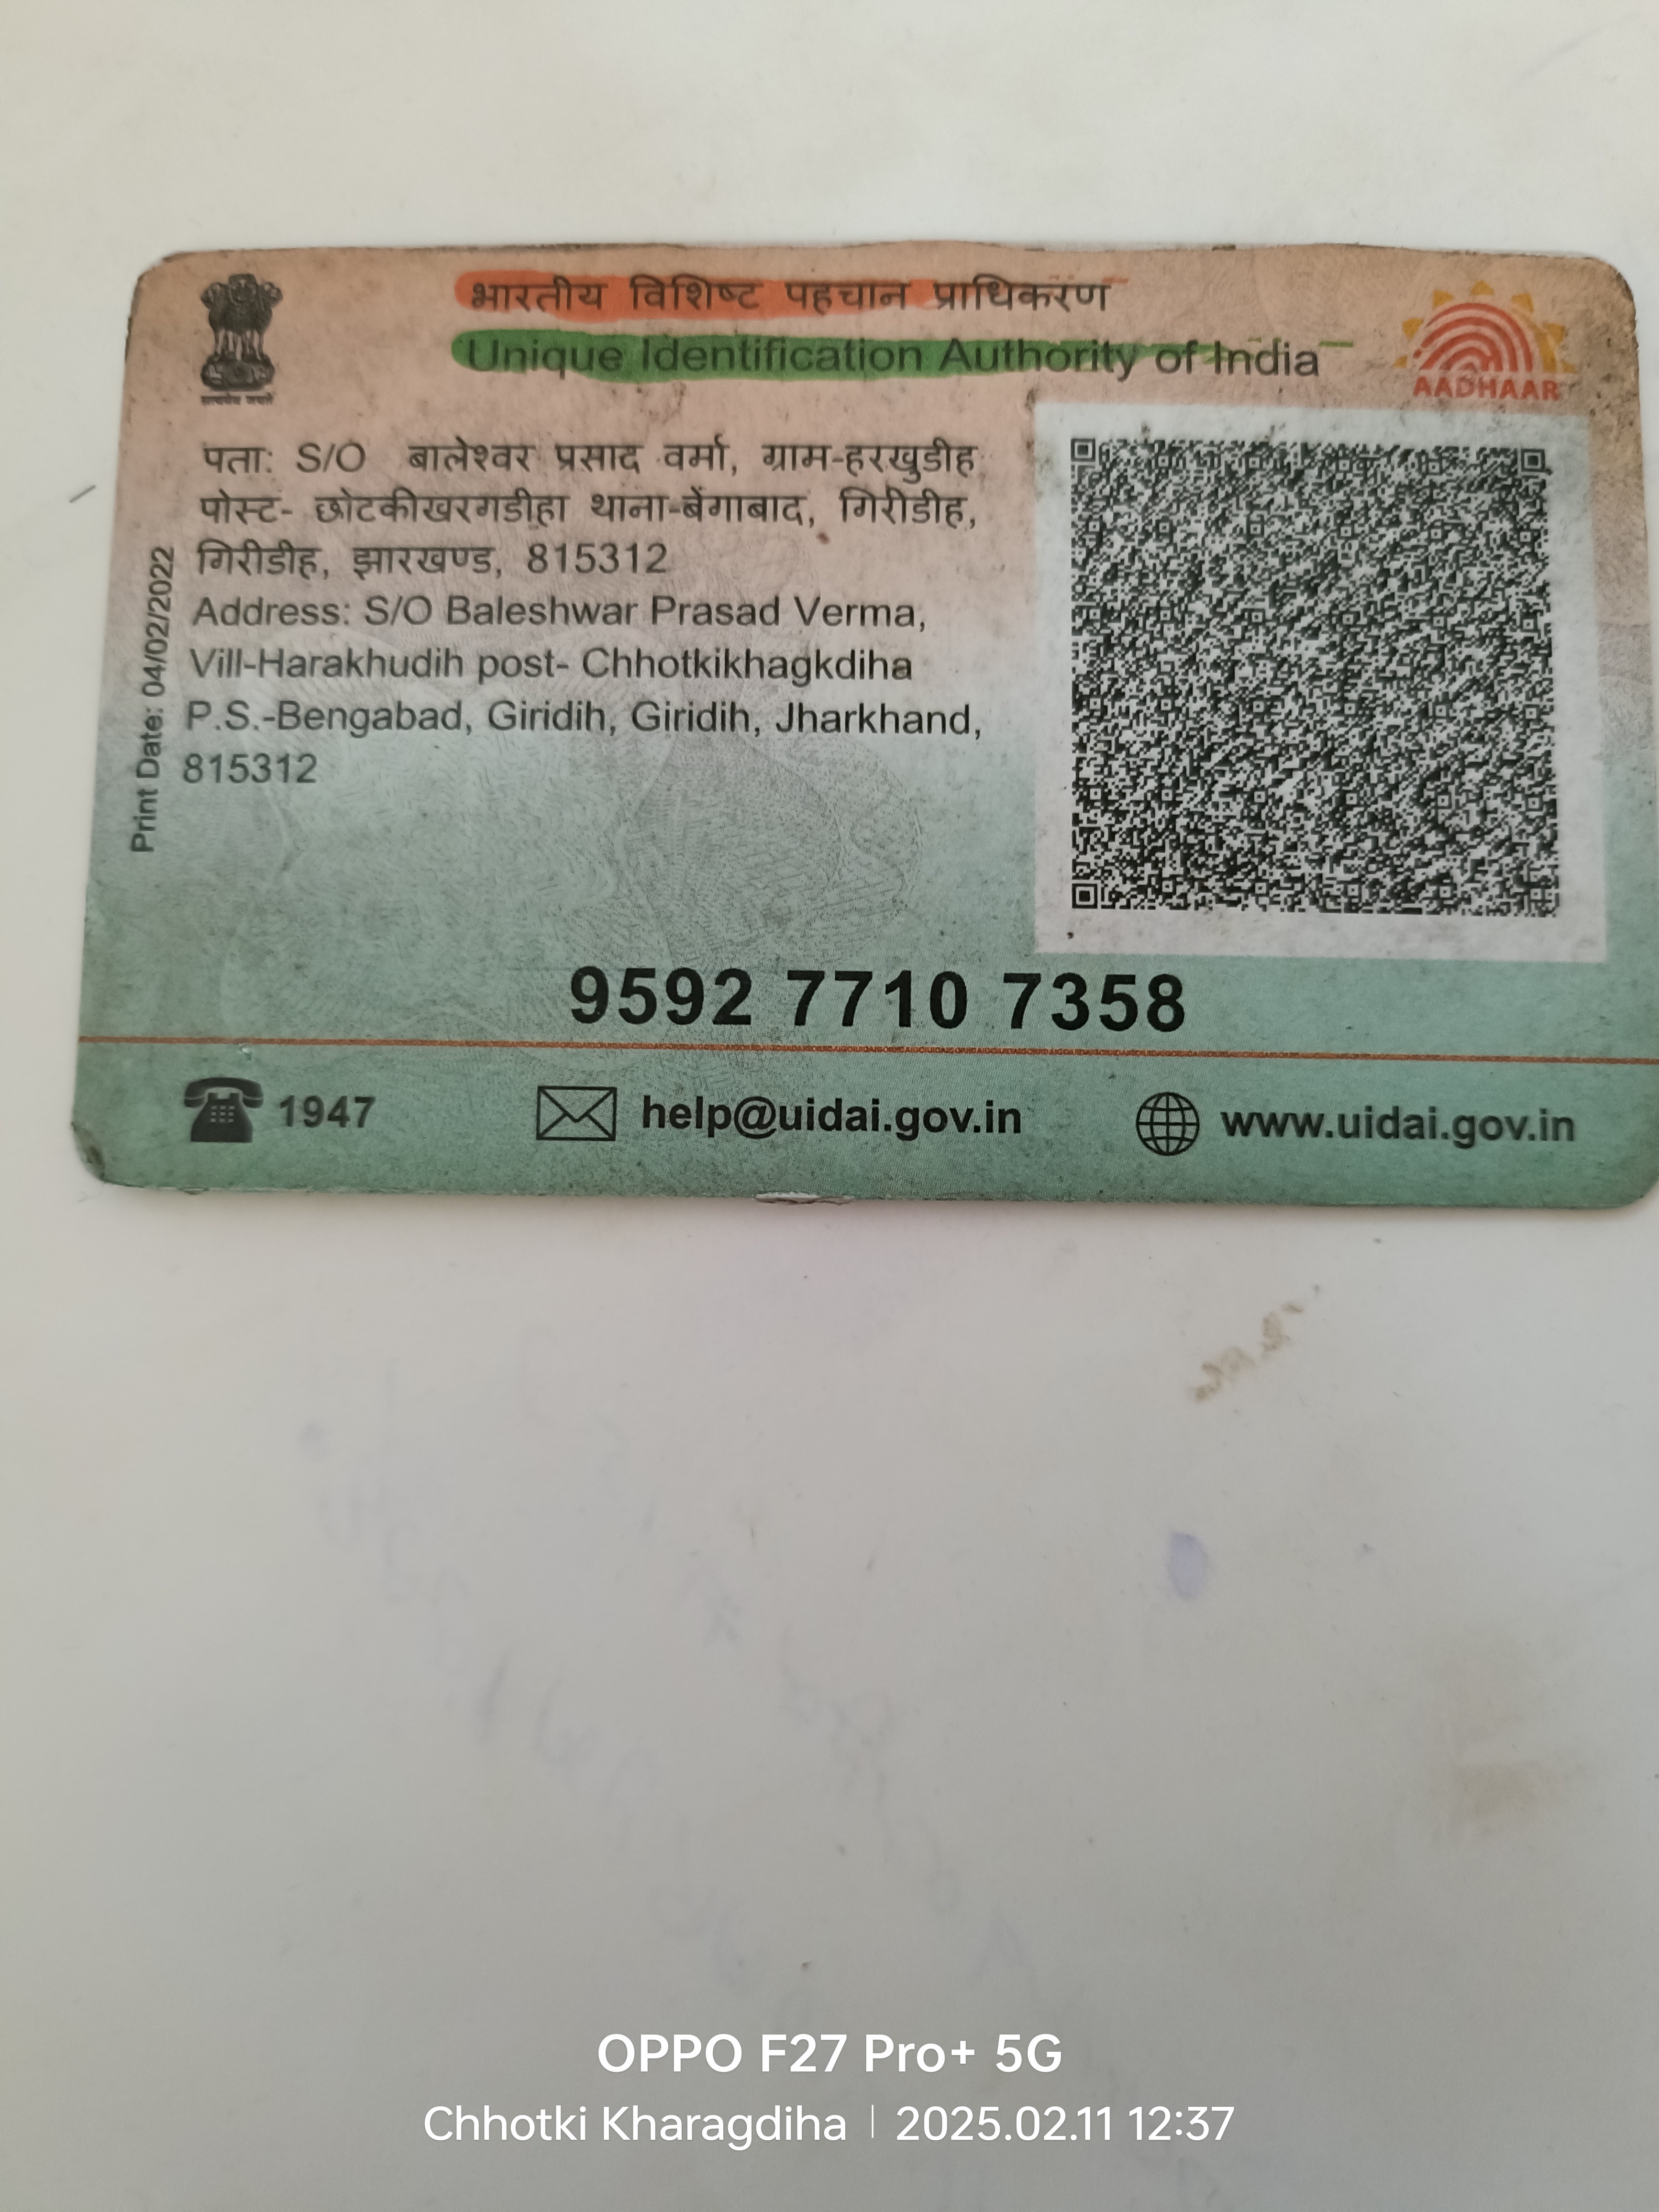 भारतीय विशिष्ट पहचान प्राधिकरण
Unique Identification Authority of India
सत्यमेव जयते
AADHAAR
पता: S/O बालेश्वर प्रसाद वर्मा, ग्राम-हरखुडीह
पोस्ट- छोटकीखरगडीहा थाना-बेंगाबाद, गिरीडीह,
गिरीडीह, झारखण्ड, 815312
Address: S/O Baleshwar Prasad Verma,
Vill-Harakhudih post- Chhotkikhagkdiha
P.S.-Bengabad, Giridih, Giridih, Jharkhand,
815312
Print Date: 04/02/2022
9592 7710 7358
1947
help@uidai.gov.in
www.uidai.gov.in
OPPO F27 Pro+ 5G
Chhotki Kharagdiha | 2025.02.11 12:37